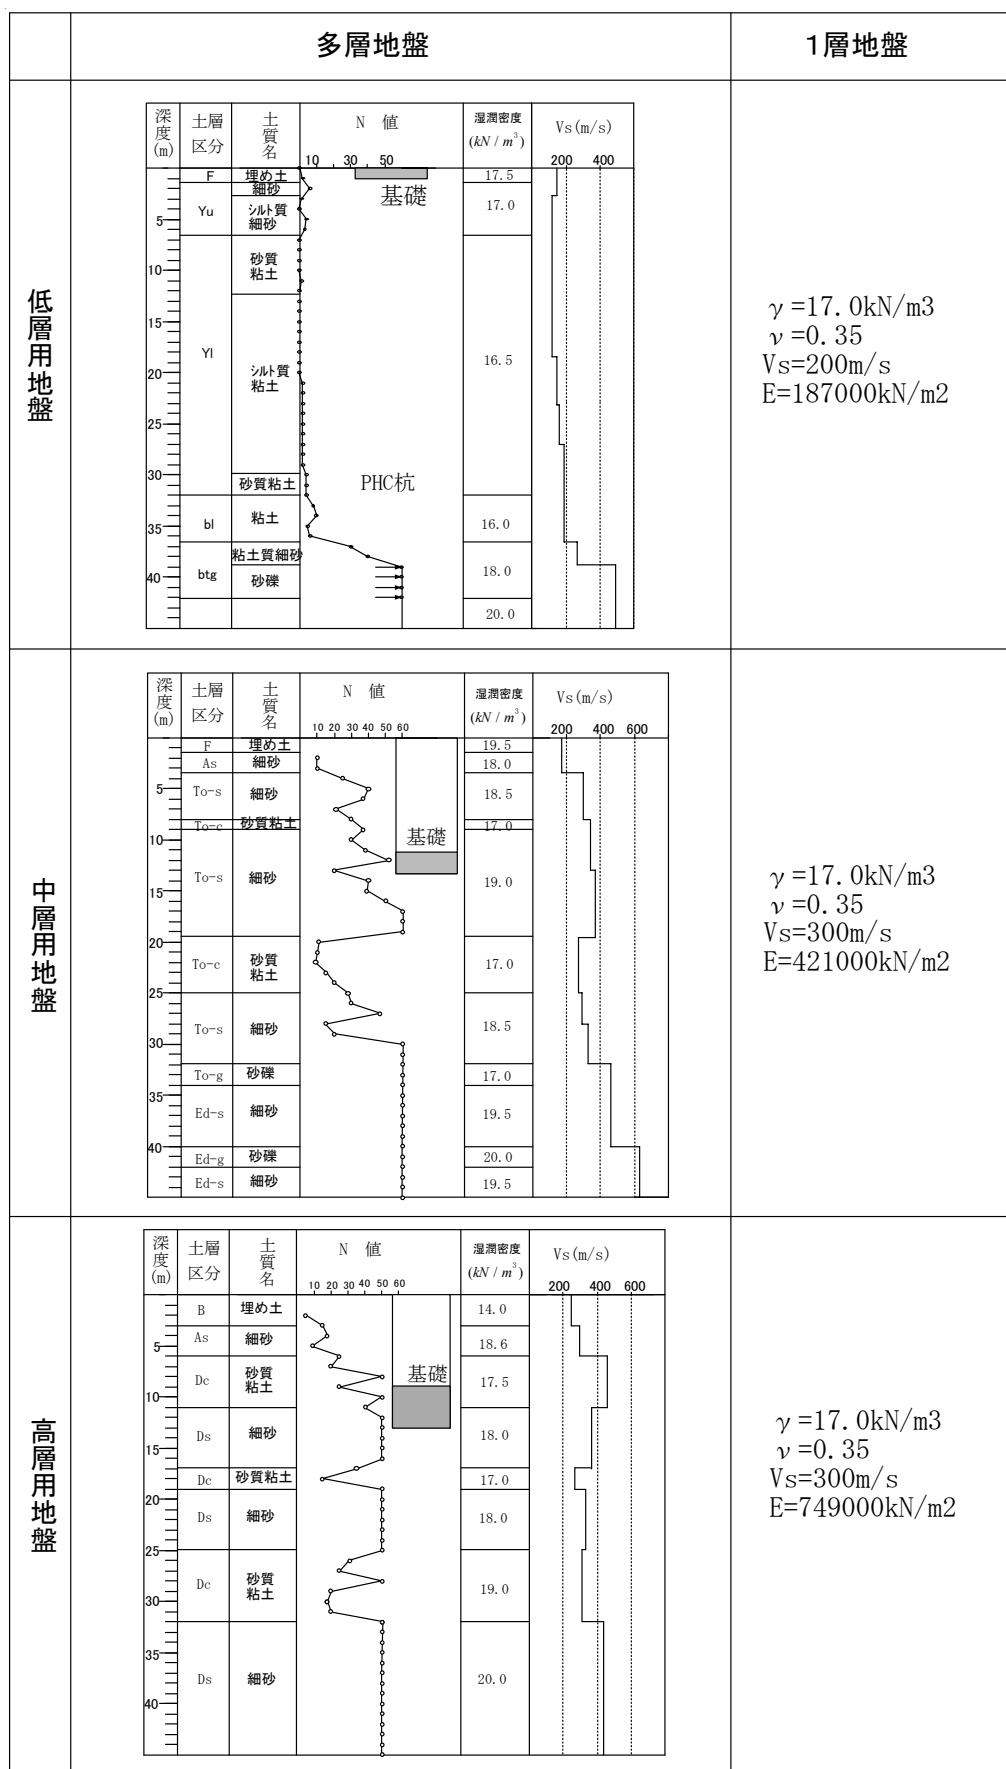 多層地盤
1層地盤
低層用地盤
深度(m)
土層区分
土質名
N 値
湿潤密度
(kN / m³)
Vs(m/s)
10 30 50
200 400
F 埋め土 17.5
細砂
基礎
Yu シルト質細砂 17.0
5
砂質粘土
10
15
Yl シルト質粘土 16.5
20
25
30
砂質粘土
PHC杭
bl 粘土 16.0
35
粘土質細砂
btg 砂礫 18.0
40
20.0
γ=17.0kN/m3
ν=0.35
Vs=200m/s
E=187000kN/m2
中層用地盤
深度(m)
土層区分
土質名
N 値
湿潤密度
(kN / m³)
Vs(m/s)
10 20 30 40 50 60
200 400 600
F 埋め土 19.5
As 細砂 18.0
5
To-s 細砂 18.5
To-c 砂質粘土 17.0
10
基礎
To-s 細砂 19.0
15
20
To-c 砂質粘土 17.0
25
To-s 細砂 18.5
30
To-g 砂礫 17.0
35
Ed-s 細砂 19.5
40
Ed-g 砂礫 20.0
Ed-s 細砂 19.5
γ=17.0kN/m3
ν=0.35
Vs=300m/s
E=421000kN/m2
高層用地盤
深度(m)
土層区分
土質名
N 値
湿潤密度
(kN / m³)
Vs(m/s)
10 20 30 40 50 60
200 400 600
B 埋め土 14.0
As 細砂 18.6
5
Dc 砂質粘土 17.5
基礎
10
Ds 細砂 18.0
15
Dc 砂質粘土 17.0
20
Ds 細砂 18.0
25
Dc 砂質粘土 19.0
30
35
Ds 細砂 20.0
40
γ=17.0kN/m3
ν=0.35
Vs=300m/s
E=749000kN/m2